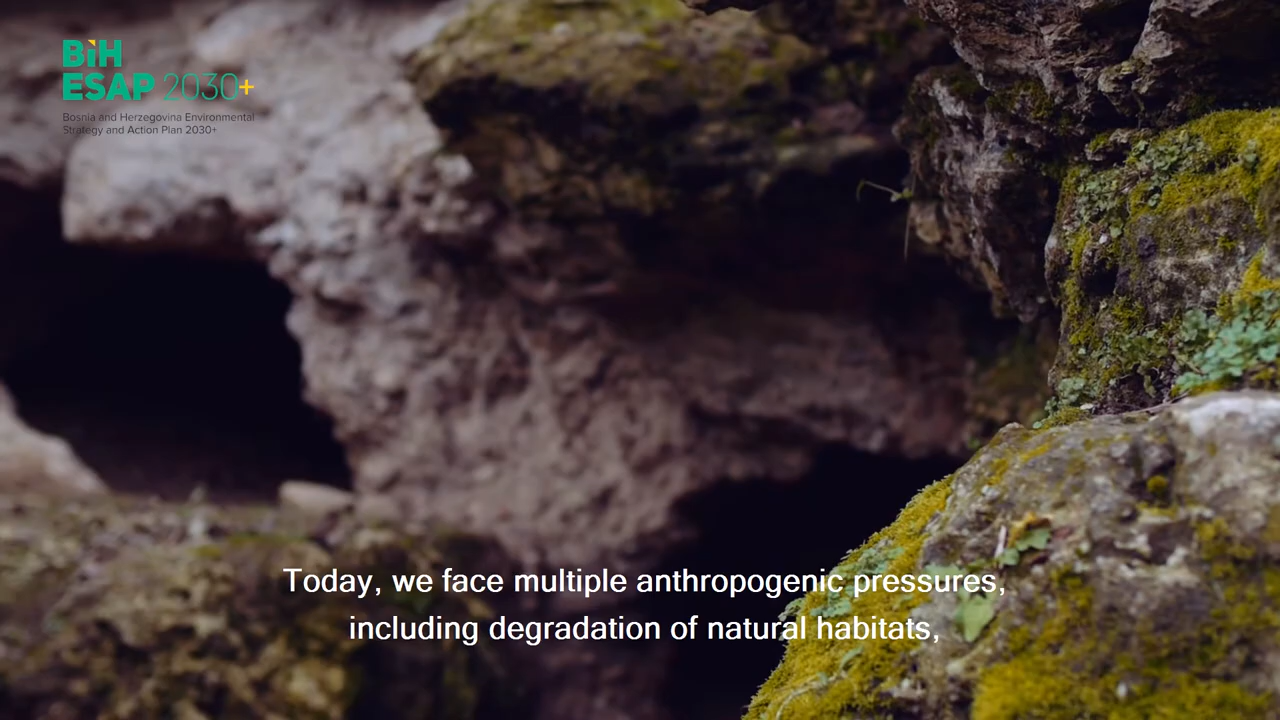 BiH
ESAP 2030+
Bosnia and Herzegovina Environmental
Strategy and Action Plan 2030+
Today, we face multiple anthropogenic pressures,
including degradation of natural habitats,